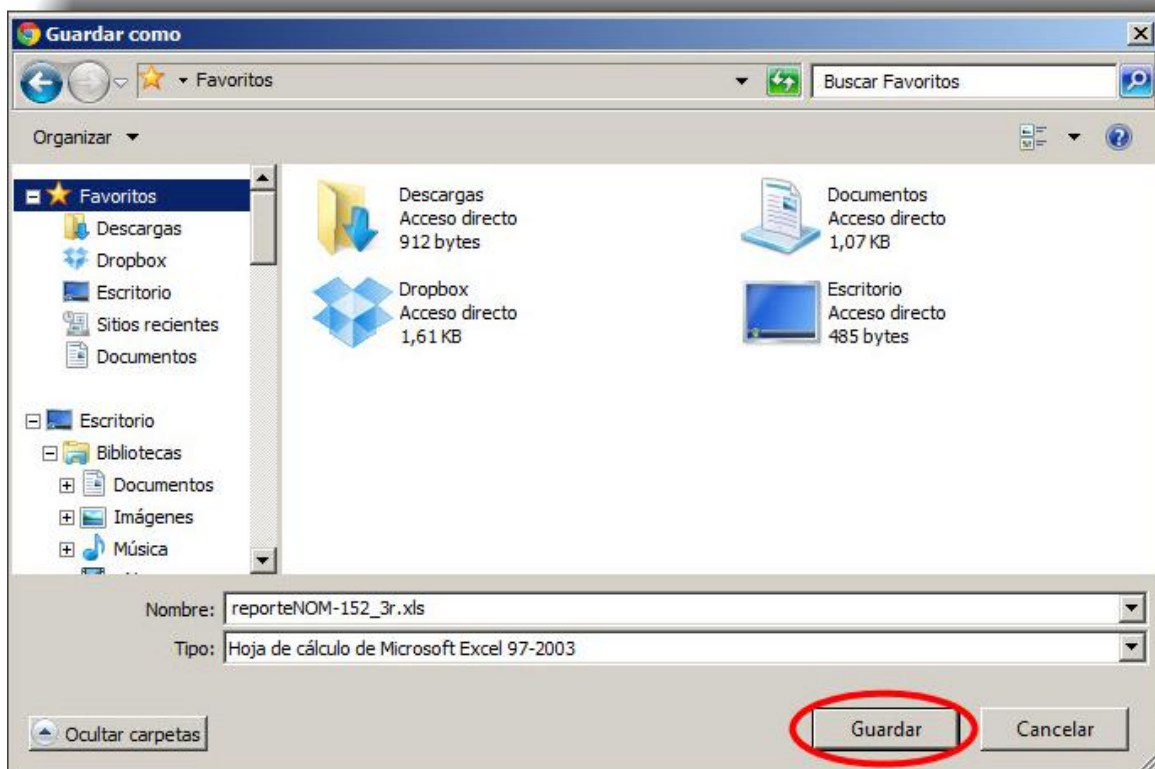 Guardar como
Favoritos
Buscar Favoritos
Organizar
Favoritos
Descargas
Dropbox
Escritorio
Sitios recientes
Documentos
Escritorio
Bibliotecas
Documentos
Imágenes
Música
Descargas
Acceso directo
912 bytes
Documentos
Acceso directo
1,07 KB
Dropbox
Acceso directo
1,61 KB
Escritorio
Acceso directo
485 bytes
Nombre: reporteNOM-152_3r.xls
Tipo: Hoja de cálculo de Microsoft Excel 97-2003
Ocultar carpetas
Guardar
Cancelar